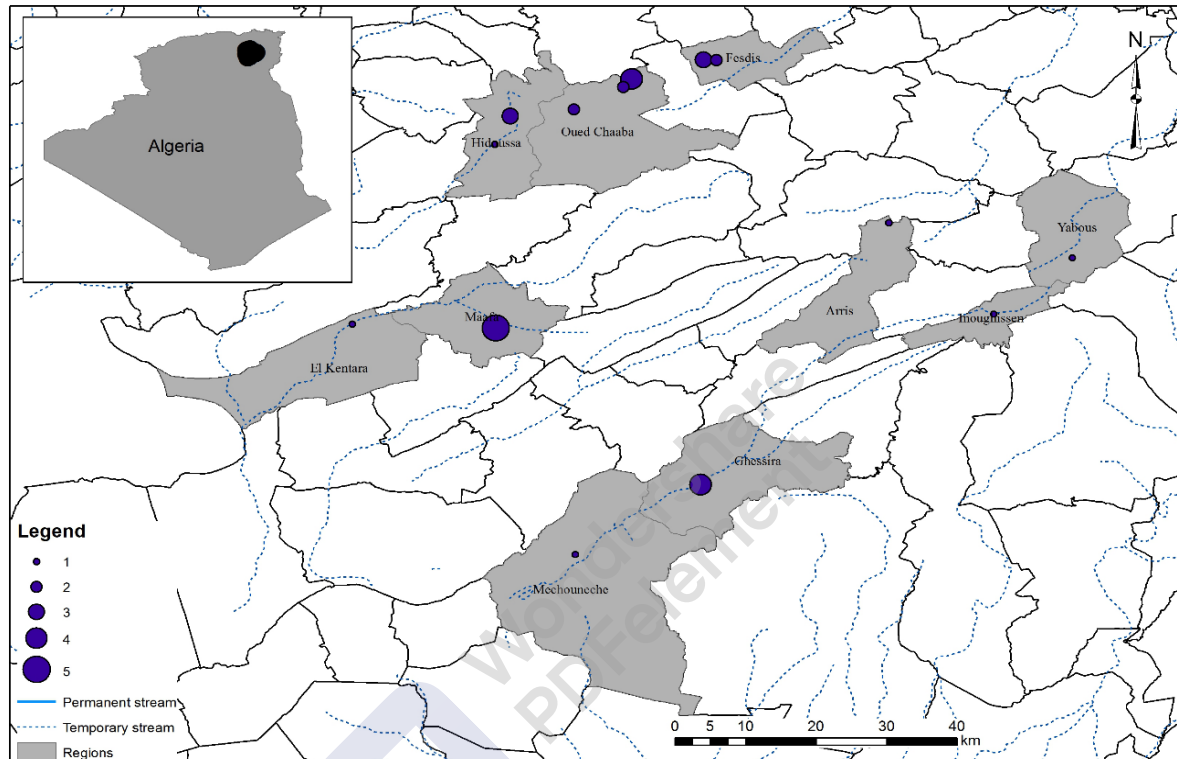 Algeria
N
Fesdis
Oued Chaaba
Hidoussa
Yabous
Arris
Inoughissen
Maafa
El Kentara
Ghessira
Mechouneche
Wondershare
PDFelement
Legend
1
2
3
4
5
Permanent stream
Temporary stream
Regions
0 5 10 20 30 40
km